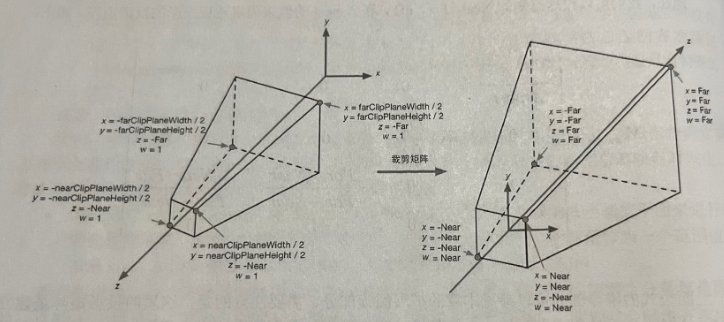 y
x
x = -farClipPlaneWidth / 2
y = -farClipPlaneHeight / 2
z = -Far
w = 1
x = farClipPlaneWidth / 2
y = farClipPlaneHeight / 2
z = -Far
w = 1
x = -nearClipPlaneWidth / 2
y = -nearClipPlaneHeight / 2
z = -Near
w = 1
x = nearClipPlaneWidth / 2
y = nearClipPlaneHeight / 2
z = -Near
w = 1
z
裁剪矩阵
z
x = Far
y = Far
z = Far
w = Far
x = -Far
y = -Far
z = Far
w = Far
y
x
x = -Near
y = -Near
z = -Near
w = Near
x = Near
y = Near
z = -Near
w = Near